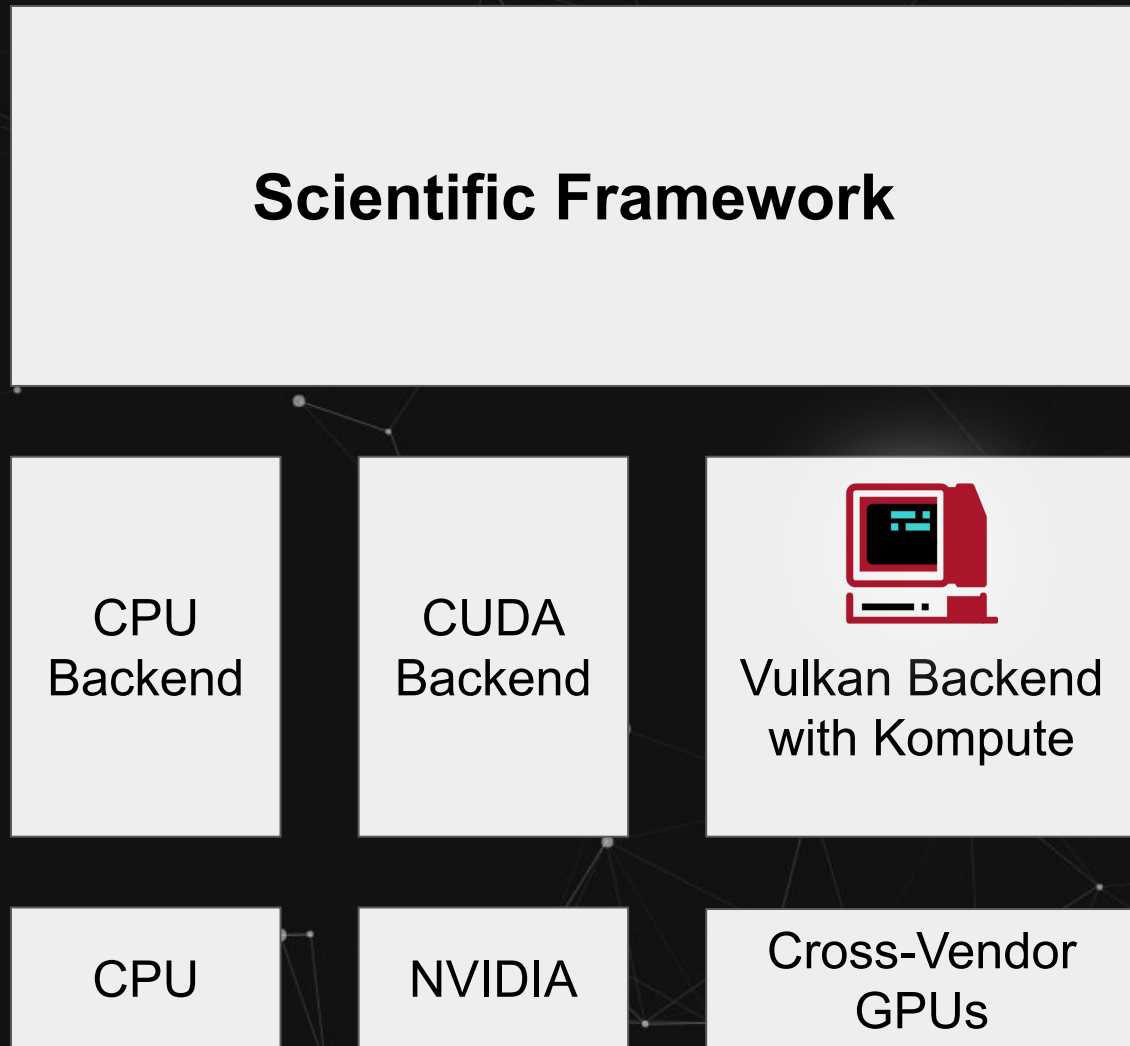 Scientific Framework
CPU
Backend
CUDA
Backend
Vulkan Backend
with Kompute
CPU
NVIDIA
Cross-Vendor
GPUs